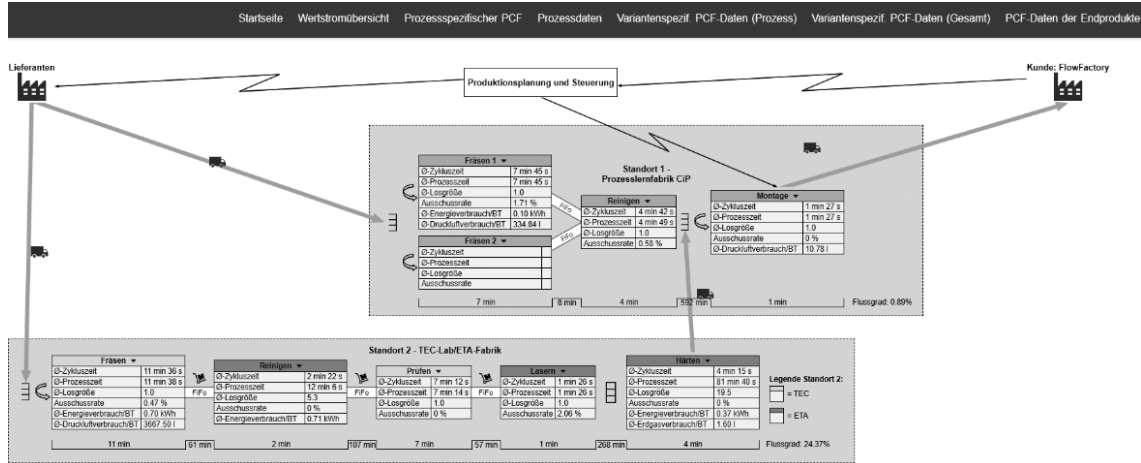 Startseite Wertstromübersicht Prozessspezifischer PCF Prozessdaten Variantenspezif. PCF-Daten (Prozess) Variantenspezif. PCF-Daten (Gesamt) PCF-Daten der Endprodukte
Lieferanten
Produktionsplanung und Steuerung
Kunde: FlowFactory
Standort 1 -
Prozesslernfabrik CiP
Fräsen 1
Ø-Zykluszeit 7 min 45 s
Ø-Prozesszeit 7 min 45 s
Ø-Losgröße 1.0
Ausschussrate 1.71 %
Ø-Energieverbrauch/BT 0.10 kWh
Ø-Druckluftverbrauch/BT 334.84 l
Fräsen 2
Ø-Zykluszeit
Ø-Prozesszeit
Ø-Losgröße
Ausschussrate
FiFo
FiFo
Reinigen
Ø-Zykluszeit 4 min 42 s
Ø-Prozesszeit 4 min 49 s
Ø-Losgröße 1.0
Ausschussrate 0.58 %
Montage
Ø-Zykluszeit 1 min 27 s
Ø-Prozesszeit 1 min 27 s
Ø-Losgröße 1.0
Ausschussrate 0 %
Ø-Druckluftverbrauch/BT 10.78 l
7 min 8 min 4 min 592 min 1 min Flussgrad: 0.89%
Standort 2 - TEC-Lab/ETA-Fabrik
Fräsen
Ø-Zykluszeit 11 min 36 s
Ø-Prozesszeit 11 min 38 s
Ø-Losgröße 1.0
Ausschussrate 0.47 %
Ø-Energieverbrauch/BT 0.70 kWh
Ø-Druckluftverbrauch/BT 3667.50 l
FiFo
Reinigen
Ø-Zykluszeit 2 min 22 s
Ø-Prozesszeit 12 min 6 s
Ø-Losgröße 5.3
Ausschussrate 0 %
Ø-Energieverbrauch/BT 0.71 kWh
FiFo
Prüfen
Ø-Zykluszeit 7 min 12 s
Ø-Prozesszeit 7 min 14 s
Ø-Losgröße 1.0
Ausschussrate 0 %
FiFo
Lasern
Ø-Zykluszeit 1 min 26 s
Ø-Prozesszeit 1 min 26 s
Ø-Losgröße 1.0
Ausschussrate 2.06 %
Härten
Ø-Zykluszeit 4 min 15 s
Ø-Prozesszeit 81 min 40 s
Ø-Losgröße 19.5
Ausschussrate 0 %
Ø-Energieverbrauch/BT 0.37 kWh
Ø-Erdgasverbrauch/BT 1.60 l
Legende Standort 2:
= TEC
= ETA
11 min 61 min 2 min 107 min 7 min 57 min 1 min 268 min 4 min Flussgrad: 24.37%